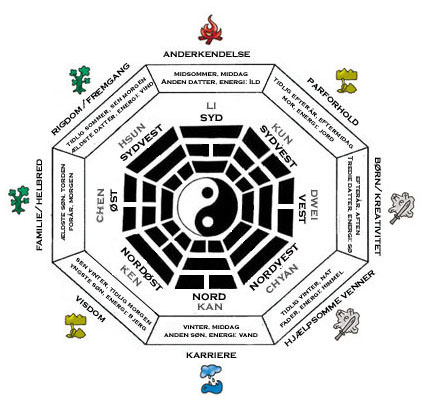 ANDERKENDELSE
MIDSOMMER, MIDDAG
ANDEN DATTER, ENERGI: ILD
LI
SYD
PARFORHOLD
TIDLIG EFTERÅR, EFTERMIDAG
MOR, ENERGI: JORD
KUN
SYDVEST
BØRN/KREATIVITET
EFTERÅR, AFTEN
TREDIE DATTER, ENERGI: SØ
DWEI
VEST
NORDVEST
CHYAN
TIDLIG VINTER, NAT
FADER, ENERGI: HIMMEL
HJÆLPSOMME VENNER
NORD
KAN
VINTER, MIDDAG
ANDEN SØN, ENERGI: VAND
KARRIERE
NORDØST
KEN
SEN VINTER, TIDLIG MORGEN
YNGSTE SØN, ENERGI: BJERG
VISDOM
FAMILIE/HELBRED
ÆLDSTE SØN, TORDEN
FORÅR, MORGEN
CHEN
ØST
RIGDOM/FREMGANG
TIDLIG SOMMER, SEN MORGEN
ÆLDSTE DATTER, ENERGI: VIND
HSUN
SYDVEST